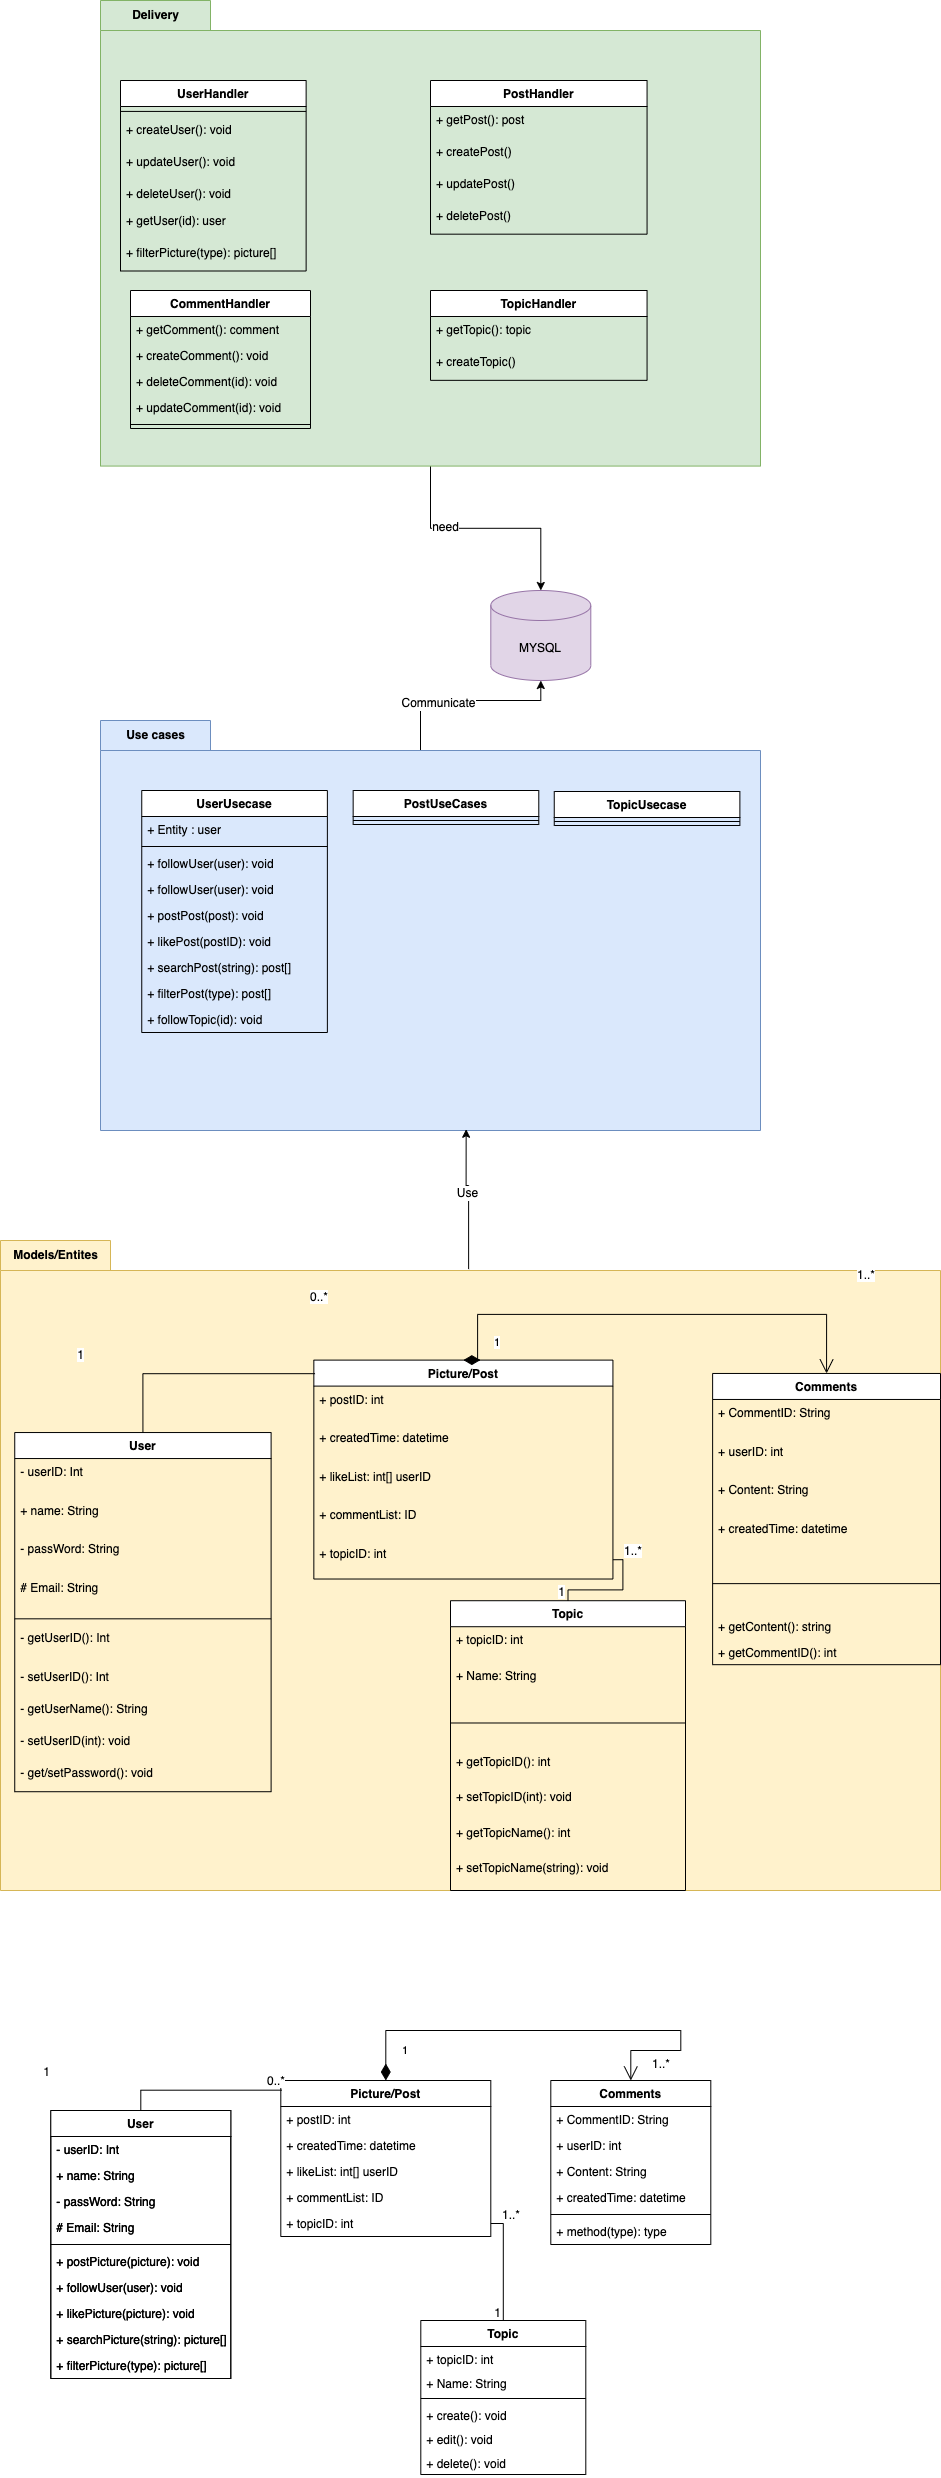 Delivery
UserHandler
+ createUser(): void
+ updateUser(): void
+ deleteUser(): void
+ getUser(id): user
+ filterPicture(type): picture[]
PostHandler
+ getPost(): post
+ createPost()
+ updatePost()
+ deletePost()
CommentHandler
+ getComment(): comment
+ createComment(): void
+ deleteComment(id): void
+ updateComment(id): void
TopicHandler
+ getTopic(): topic
+ createTopic()
need
MYSQL
Communicate
Use cases
UserUsecase
+ Entity : user
+ followUser(user): void
+ followUser(user): void
+ postPost(post): void
+ likePost(postID): void
+ searchPost(string): post[]
+ filterPost(type): post[]
+ followTopic(id): void
PostUseCases
TopicUsecase
Use
Models/Entites
1..*
0..*
1
1
Picture/Post
+ postID: int
+ createdTime: datetime
+ likeList: int[] userID
+ commentList: ID
+ topicID: int
Comments
+ CommentID: String
+ userID: int
+ Content: String
+ createdTime: datetime
+ getContent(): string
+ getCommentID(): int
User
- userID: Int
+ name: String
- passWord: String
# Email: String
- getUserID(): Int
- setUserID(): Int
- getUserName(): String
- setUserID(int): void
- get/setPassword(): void
1..*
1
Topic
+ topicID: int
+ Name: String
+ getTopicID(): int
+ setTopicID(int): void
+ getTopicName(): int
+ setTopicName(string): void
1
1..*
1
0..*
Picture/Post
+ postID: int
+ createdTime: datetime
+ likeList: int[] userID
+ commentList: ID
+ topicID: int
Comments
+ CommentID: String
+ userID: int
+ Content: String
+ createdTime: datetime
+ method(type): type
User
- userID: Int
+ name: String
- passWord: String
# Email: String
+ postPicture(picture): void
+ followUser(user): void
+ likePicture(picture): void
+ searchPicture(string): picture[]
+ filterPicture(type): picture[]
1..*
1
Topic
+ topicID: int
+ Name: String
+ create(): void
+ edit(): void
+ delete(): void